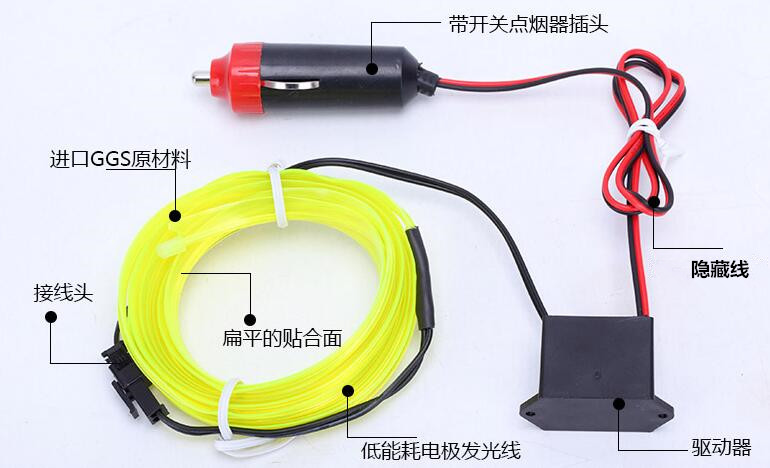 带开关点烟器插头
进口GGS原材料
隐藏线
接线头
扁平的贴合面
低能耗电极发光线
驱动器